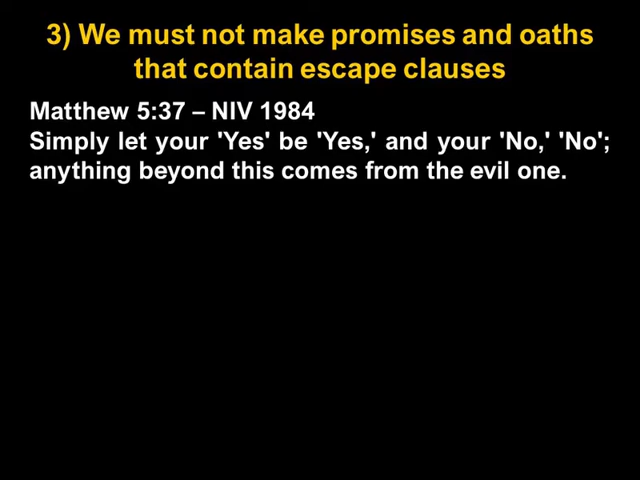 3) We must not make promises and oaths
that contain escape clauses
Matthew 5:37 – NIV 1984
Simply let your 'Yes' be 'Yes,' and your 'No,' 'No';
anything beyond this comes from the evil one.